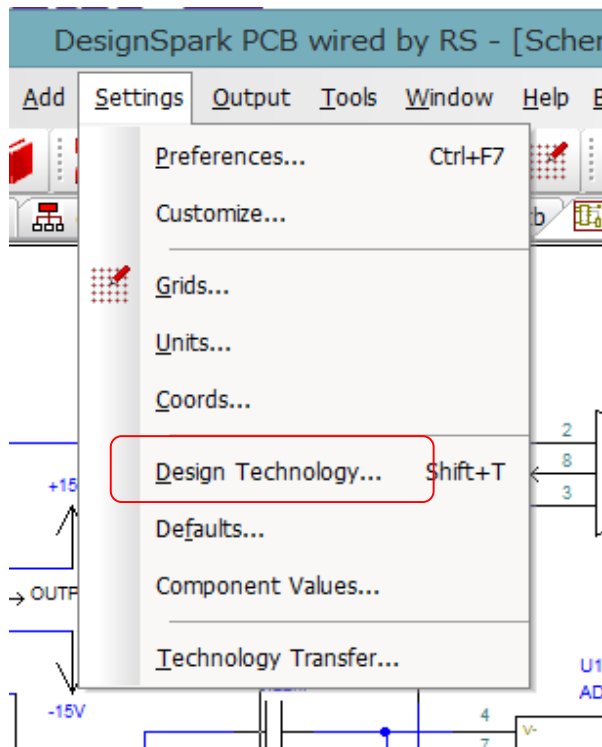 DesignSpark PCB wired by RS - [Scher
Add Settings Output Tools Window Help
Preferences... Ctrl+F7
Customize...
Grids...
Units...
Coords...
Design Technology... Shift+T
Defaults...
Component Values...
Technology Transfer...
b
2
8
3
+15
OUTP
-15V
U1
AD
4
V-
7